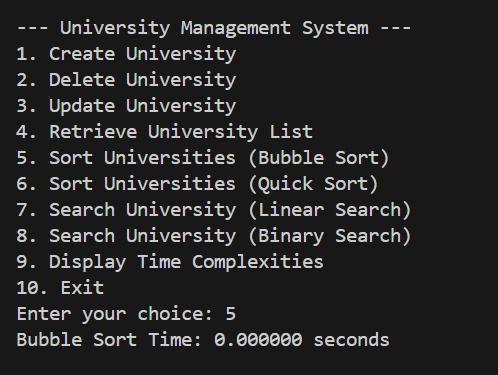 --- University Management System ---
1. Create University
2. Delete University
3. Update University
4. Retrieve University List
5. Sort Universities (Bubble Sort)
6. Sort Universities (Quick Sort)
7. Search University (Linear Search)
8. Search University (Binary Search)
9. Display Time Complexities
10. Exit
Enter your choice: 5
Bubble Sort Time: 0.000000 seconds